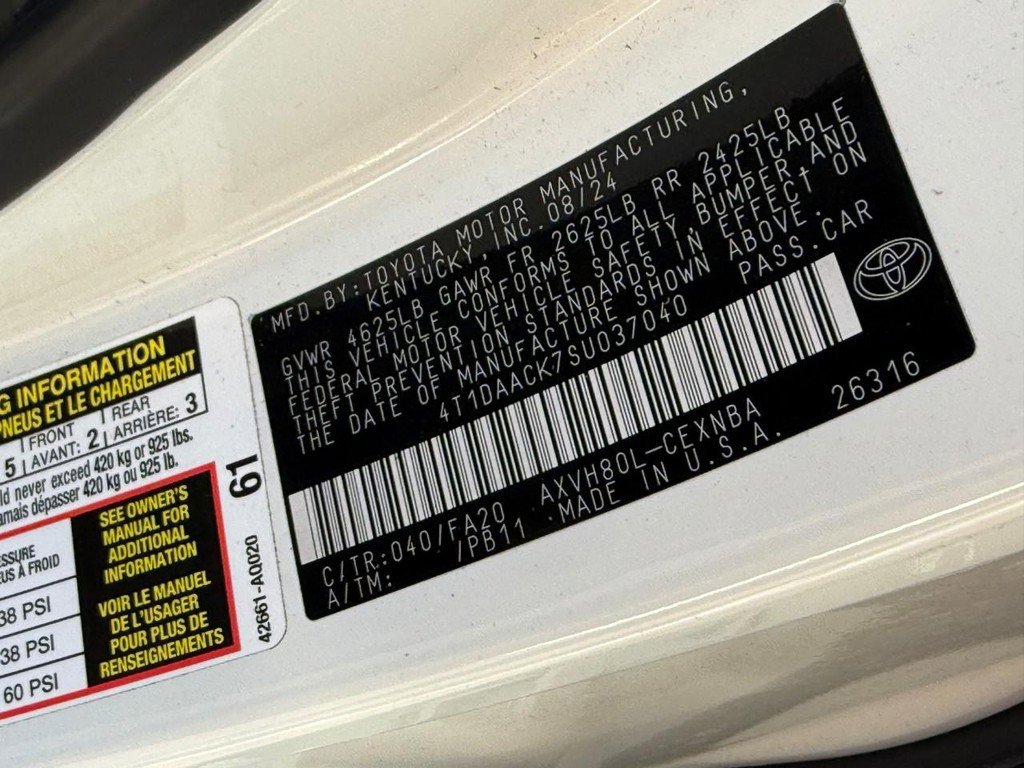 MFD.BY:TOYOTA MOTOR MANUFACTURING,
KENTUCKY, INC.08/24
GVWR 4625LB GAWR FR 2625LB RR 2425LB
THIS VEHICLE CONFORMS TO ALL APPLICABLE
FEDERAL MOTOR VEHICLE SAFETY, BUMPER, AND
THEFT PREVENTION STANDARDS IN EFFECT ON
THE DATE OF MANUFACTURE SHOWN ABOVE.
4T1DAACK7SU037040 PASS.CAR
C/TR:040/FA20 AXVH80L-CEXNBA 26316
A/TM: /PB11 MADE IN U.S.A.
G INFORMATION
PNEUS ET LE CHARGEMENT
5 FRONT 2 REAR 3
AVANT: ARRIÈRE:
ld never exceed 420 kg or 925 lbs.
jamais dépasser 420 kg ou 925 lb.
61
SSURE
US À FROID
38 PSI
38 PSI
60 PSI
SEE OWNER'S
MANUAL FOR
ADDITIONAL
INFORMATION
VOIR LE MANUEL
DE L'USAGER
POUR PLUS DE
RENSEIGNEMENTS
42661-AQ020